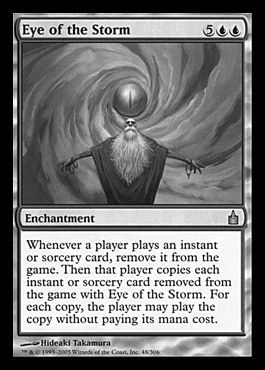 Eye of the Storm 5
Enchantment
Whenever a player plays an instant
or sorcery card, remove it from the
game. Then that player copies each
instant or sorcery card removed from
the game with Eye of the Storm. For
each copy, the player may play the
copy without paying its mana cost.
Hideaki Takamura
™ & © 1993–2005 Wizards of the Coast, Inc. 48/306